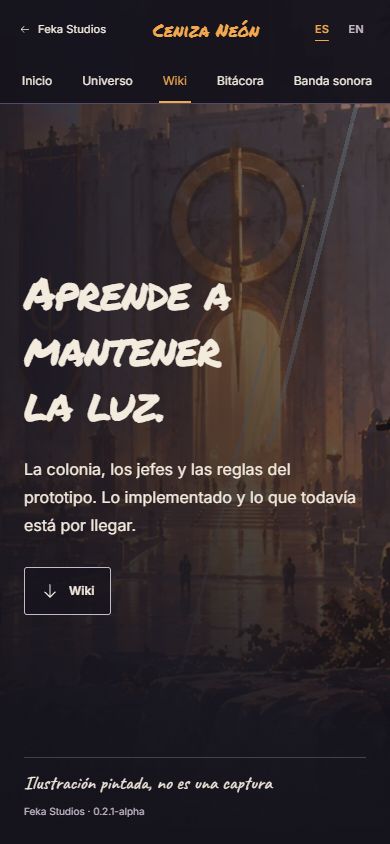 ← Feka Studios
Ceniza Neón
ES EN
Inicio Universo Wiki Bitácora Banda sonora
Aprende a
mantener
la luz.
La colonia, los jefes y las reglas del
prototipo. Lo implementado y lo que todavía
está por llegar.
↓ Wiki
Ilustración pintada, no es una captura
Feka Studios · 0.2.1-alpha